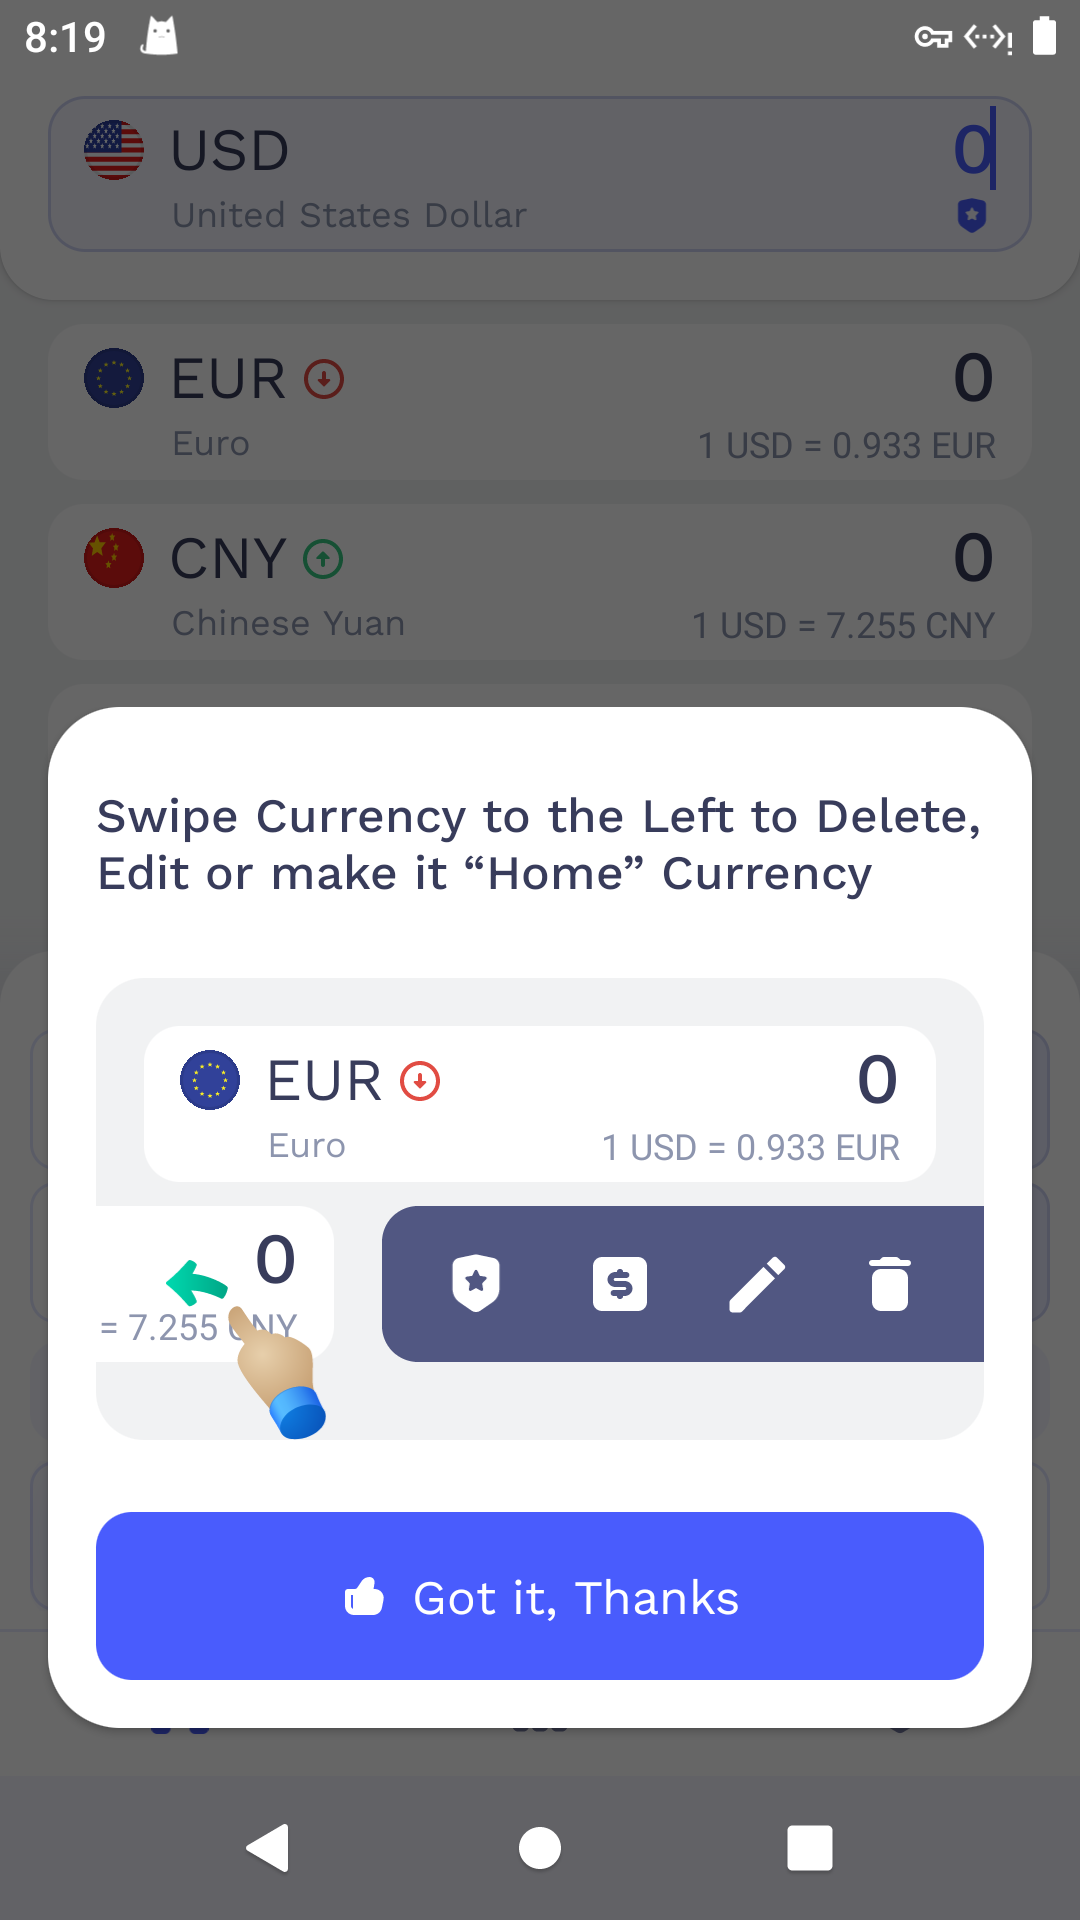 8:19
USD
0
United States Dollar
EUR
0
Euro
1 USD = 0.933 EUR
CNY
0
Chinese Yuan
1 USD = 7.255 CNY
Swipe Currency to the Left to Delete,
Edit or make it “Home” Currency
EUR
0
Euro
1 USD = 0.933 EUR
0
= 7.255 CNY
$
Got it, Thanks